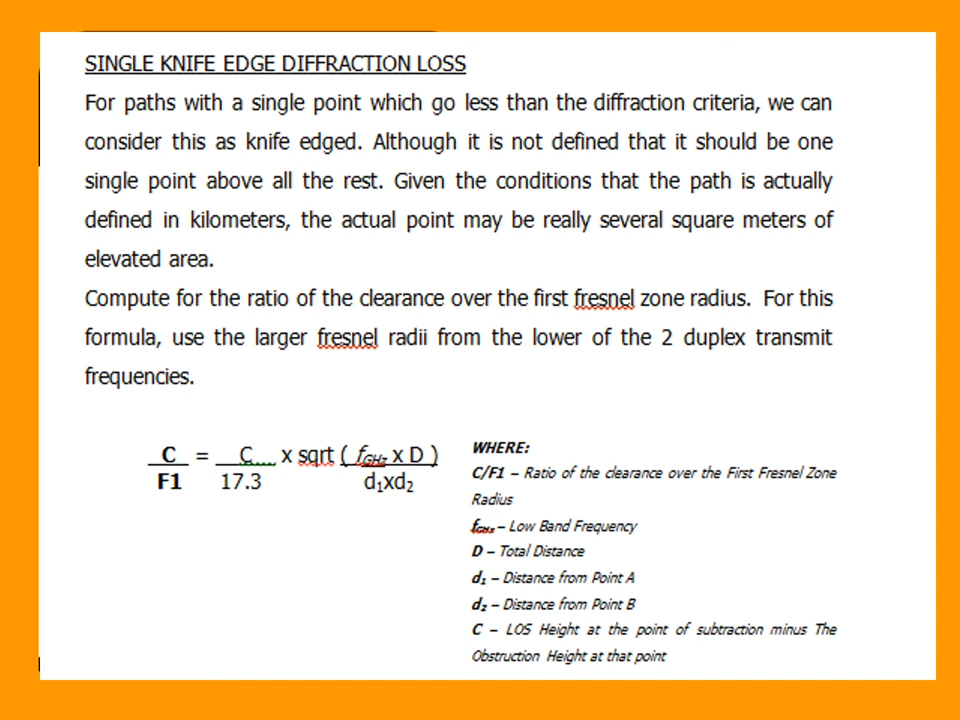 SINGLE KNIFE EDGE DIFFRACTION LOSS
For paths with a single point which go less than the diffraction criteria, we can
consider this as knife edged. Although it is not defined that it should be one
single point above all the rest. Given the conditions that the path is actually
defined in kilometers, the actual point may be really several square meters of
elevated area.
Compute for the ratio of the clearance over the first fresnel zone radius. For this
formula, use the larger fresnel radii from the lower of the 2 duplex transmit
frequencies.
C = C x sqrt ( fGHz x D )
F1 17.3 d1xd2
WHERE:
C/F1 – Ratio of the clearance over the First Fresnel Zone
Radius
fGHz – Low Band Frequency
D – Total Distance
d1 – Distance from Point A
d2 – Distance from Point B
C – LOS Height at the point of subtraction minus The
Obstruction Height at that point